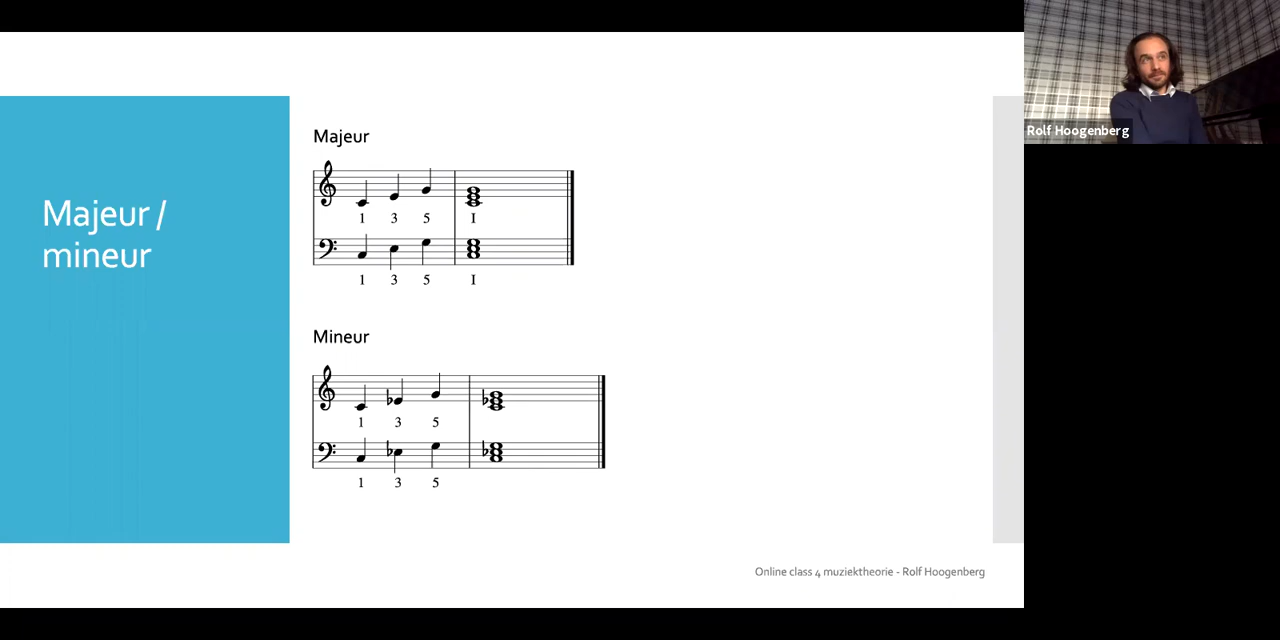 Majeur /
mineur
Majeur
1 3 5 I
1 3 5 I
Mineur
1 3 5
1 3 5
Online class 4 muziektheorie - Rolf Hoogenberg
Rolf Hoogenberg